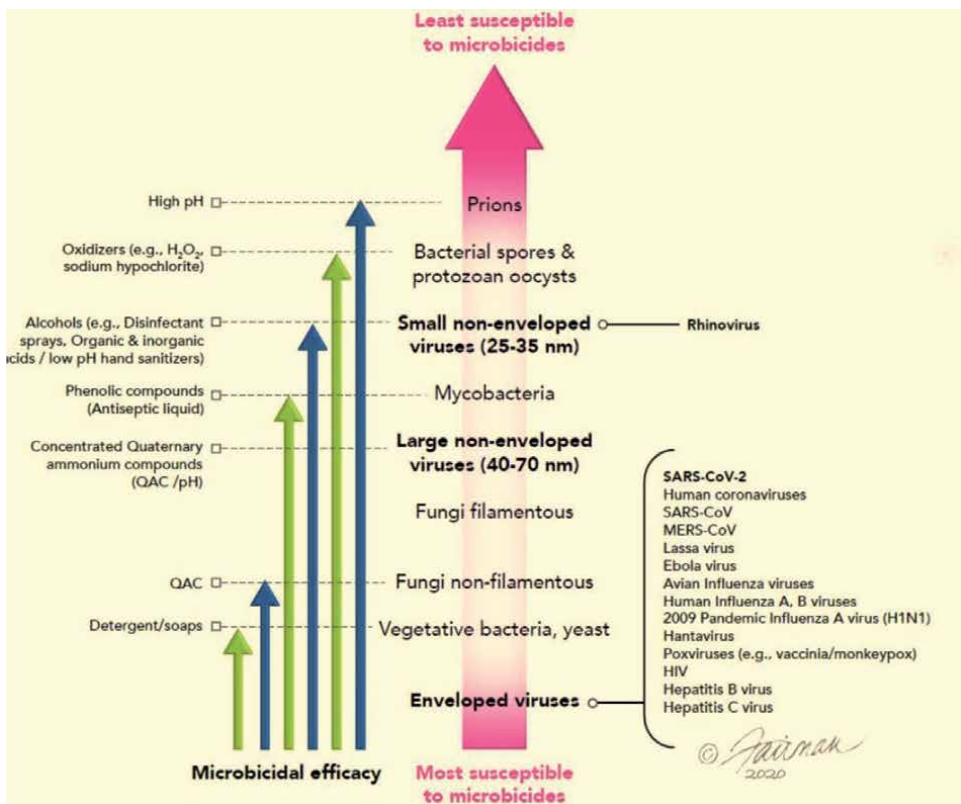 Least susceptible
to microbicides
High pH
Prions
Oxidizers (e.g., H₂O₂,
sodium hypochlorite)
Bacterial spores &
protozoan oocysts
Alcohols (e.g., Disinfectant
sprays, Organic & inorganic
cids / low pH hand sanitizers)
Small non-enveloped
viruses (25-35 nm)
Rhinovirus
Phenolic compounds
(Antiseptic liquid)
Mycobacteria
Concentrated Quaternary
ammonium compounds
(QAC /pH)
Large non-enveloped
viruses (40-70 nm)
Fungi filamentous
QAC
Fungi non-filamentous
Detergent/soaps
Vegetative bacteria, yeast
Enveloped viruses
SARS-CoV-2
Human coronaviruses
SARS-CoV
MERS-CoV
Lassa virus
Ebola virus
Avian Influenza viruses
Human Influenza A, B viruses
2009 Pandemic Influenza A virus (H1N1)
Hantavirus
Poxviruses (e.g., vaccinia/monkeypox)
HIV
Hepatitis B virus
Hepatitis C virus
© Fairman
2020
Microbicidal efficacy
Most susceptible
to microbicides